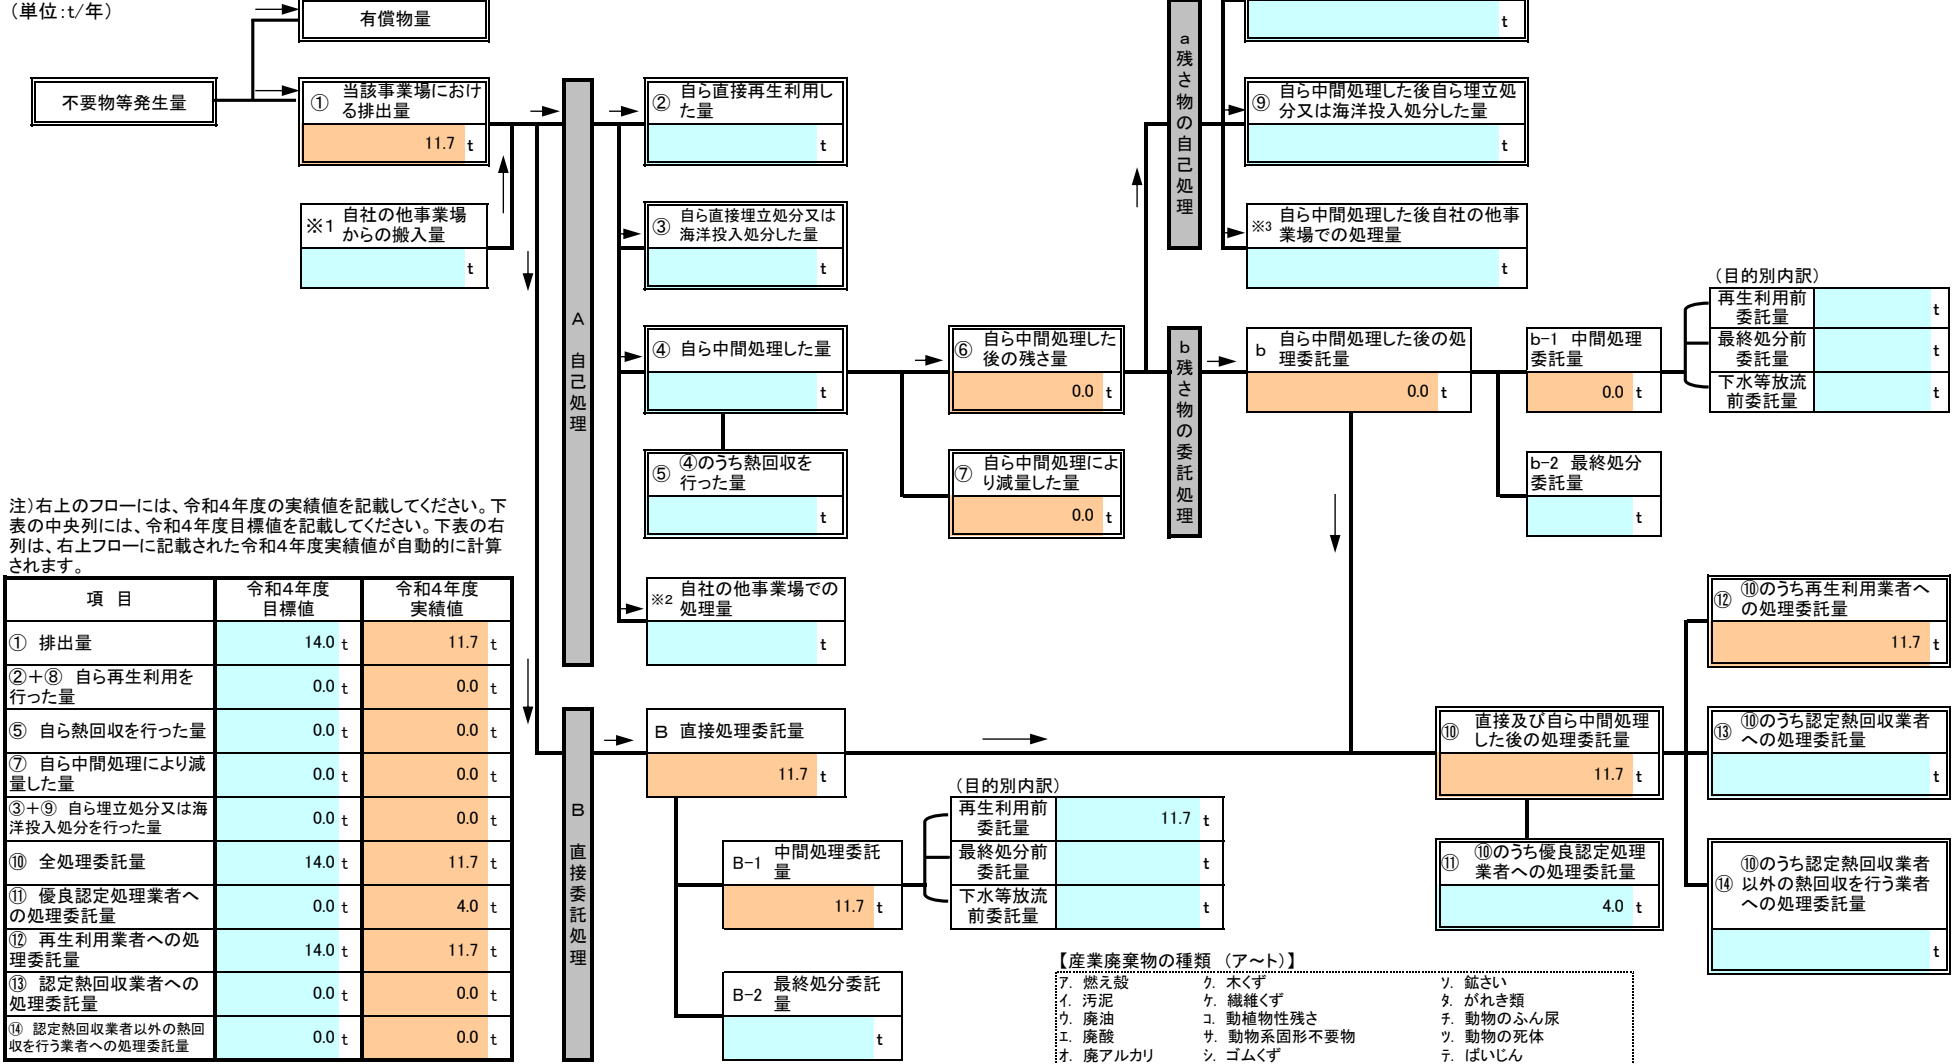 （単位：t/年）
有償物量
t
不要物等発生量
① 当該事業場におけ
る排出量
11.7 t
※1 自社の他事業場
からの搬入量
t
A 自己処理
② 自ら直接再生利用し
た量
t
③ 自ら直接埋立処分又は
海洋投入処分した量
t
④ 自ら中間処理した量
t
⑤ ④のうち熱回収を
行った量
t
※2 自社の他事業場での
処理量
t
⑥ 自ら中間処理した
後の残さ量
0.0 t
⑦ 自ら中間処理によ
り減量した量
0.0 t
a 残さ物の自己処理
⑨ 自ら中間処理した後自ら埋立処
分又は海洋投入処分した量
t
※3 自ら中間処理した後自社の他事
業場での処理量
t
b 残さ物の委託処理
b 自ら中間処理した後の処
理委託量
0.0 t
b-1 中間処理
委託量
0.0 t
b-2 最終処分
委託量
t
（目的別内訳）
再生利用前
委託量
t
最終処分前
委託量
t
下水等放流
前委託量
t
注）右上のフローには、令和４年度の実績値を記載してください。下
表の中央列には、令和４年度目標値を記載してください。下表の右
列は、右上フローに記載された令和４年度実績値が自動的に計算
されます。
項 目
令和４年度
目標値
令和４年度
実績値
① 排出量
14.0 t
11.7 t
②＋⑧ 自ら再生利用を
行った量
0.0 t
0.0 t
⑤ 自ら熱回収を行った量
0.0 t
0.0 t
⑦ 自ら中間処理により減
量した量
0.0 t
0.0 t
③＋⑨ 自ら埋立処分又は海
洋投入処分を行った量
0.0 t
0.0 t
⑩ 全処理委託量
14.0 t
11.7 t
⑪ 優良認定処理業者へ
の処理委託量
0.0 t
4.0 t
⑫ 再生利用業者への処
理委託量
14.0 t
11.7 t
⑬ 認定熱回収業者への
処理委託量
0.0 t
0.0 t
⑭ 認定熱回収業者以外の熱回
収を行う業者への処理委託量
0.0 t
0.0 t
B 直接委託処理
B 直接処理委託量
11.7 t
B-1 中間処理委託
量
11.7 t
B-2 最終処分委託
量
t
（目的別内訳）
再生利用前
委託量
11.7 t
最終処分前
委託量
t
下水等放流
前委託量
t
⑩ 直接及び自ら中間処理
した後の処理委託量
11.7 t
⑪ ⑩のうち優良認定処理
業者への処理委託量
4.0 t
⑫ ⑩のうち再生利用業者へ
の処理委託量
11.7 t
⑬ ⑩のうち認定熱回収業者
への処理委託量
t
⑭ ⑩のうち認定熱回収業者
以外の熱回収を行う業者
への処理委託量
t
【産業廃棄物の種類 （ア～ト）】
ｱ. 燃え殻 ｸ. 木くず ｿ. 鉱さい
ｲ. 汚泥 ｹ. 繊維くず ﾀ. がれき類
ｳ. 廃油 ｺ. 動植物性残さ ﾁ. 動物のふん尿
ｴ. 廃酸 ｻ. 動物系固形不要物 ﾂ. 動物の死体
ｵ. 廃アルカリ ｼ. ゴムくず ﾃ. ばいじん